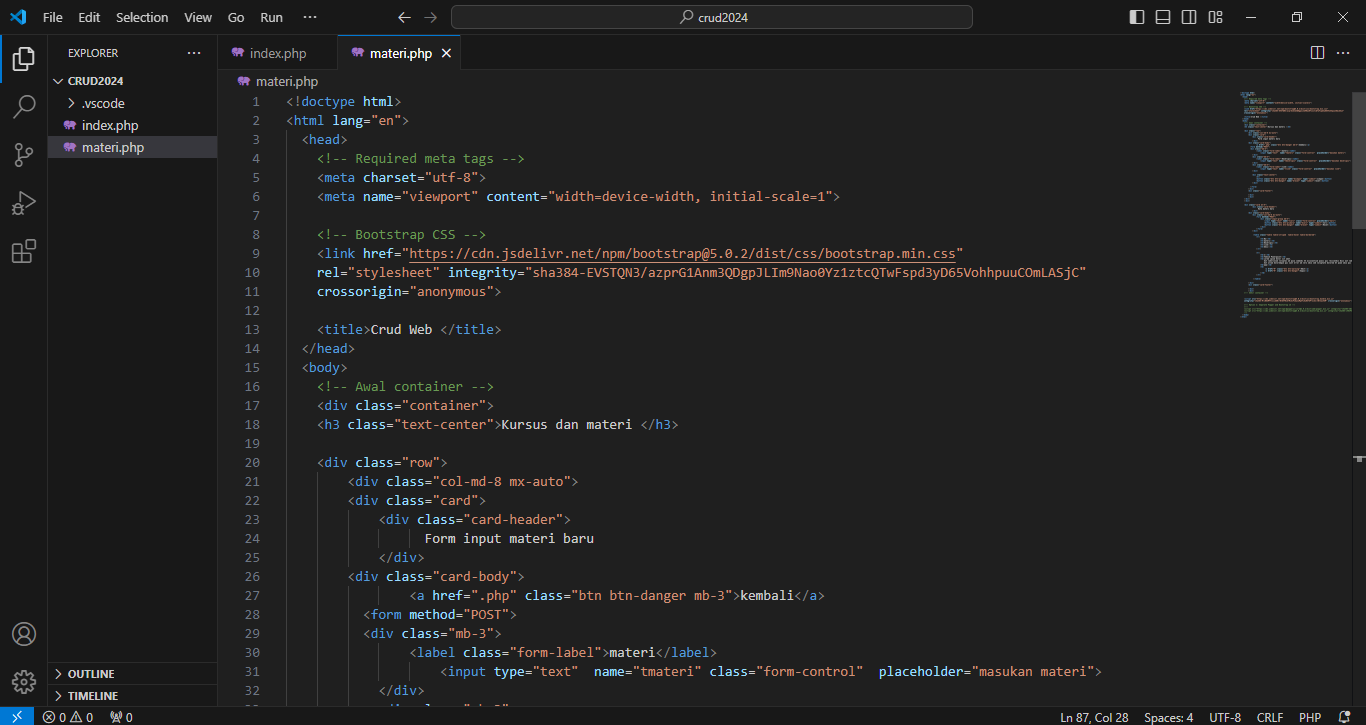 File Edit Selection View Go Run ··· crud2024
EXPLORER ···
CRUD2024
.vscode
index.php
materi.php
OUTLINE
TIMELINE
index.php materi.php
materi.php
1 <!doctype html>
2 <html lang="en">
3 <head>
4 <!-- Required meta tags -->
5 <meta charset="utf-8">
6 <meta name="viewport" content="width=device-width, initial-scale=1">
7
8 <!-- Bootstrap CSS -->
9 <link href="https://cdn.jsdelivr.net/npm/bootstrap@5.0.2/dist/css/bootstrap.min.css"
10 rel="stylesheet" integrity="sha384-EVSTQN3/azprG1Anm3QDgpJLIm9Nao0Yz1ztcQTwFspd3yD65VohhpuuCOmLASjC"
11 crossorigin="anonymous">
12
13 <title>Crud Web </title>
14 </head>
15 <body>
16 <!-- Awal container -->
17 <div class="container">
18 <h3 class="text-center">Kursus dan materi </h3>
19
20 <div class="row">
21 <div class="col-md-8 mx-auto">
22 <div class="card">
23 <div class="card-header">
24 Form input materi baru
25 </div>
26 <div class="card-body">
27 <a href=".php" class="btn btn-danger mb-3">kembali</a>
28 <form method="POST">
29 <div class="mb-3">
30 <label class="form-label">materi</label>
31 <input type="text" name="tmateri" class="form-control" placeholder="masukan materi">
32 </div>
0 0 0 Ln 87, Col 28 Spaces: 4 UTF-8 CRLF PHP